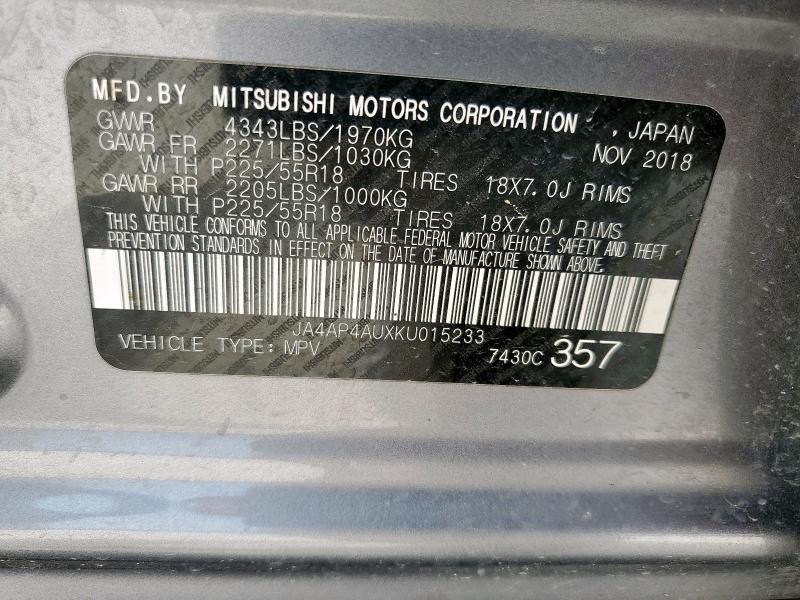 MFD.BY MITSUBISHI MOTORS CORPORATION , JAPAN
GVWR 4343LBS/1970KG NOV 2018
GAWR FR 2271LBS/1030KG
WITH P225/55R18 TIRES 18X7.0J RIMS
GAWR RR 2205LBS/1000KG
WITH P225/55R18 TIRES 18X7.0J RIMS
THIS VEHICLE CONFORMS TO ALL APPLICABLE FEDERAL MOTOR VEHICLE SAFETY AND THEFT
PREVENTION STANDARDS IN EFFECT ON THE DATE OF MANUFACTURE SHOWN ABOVE.
JA4AP4AUXKU015233
VEHICLE TYPE: MPV 7430C 357